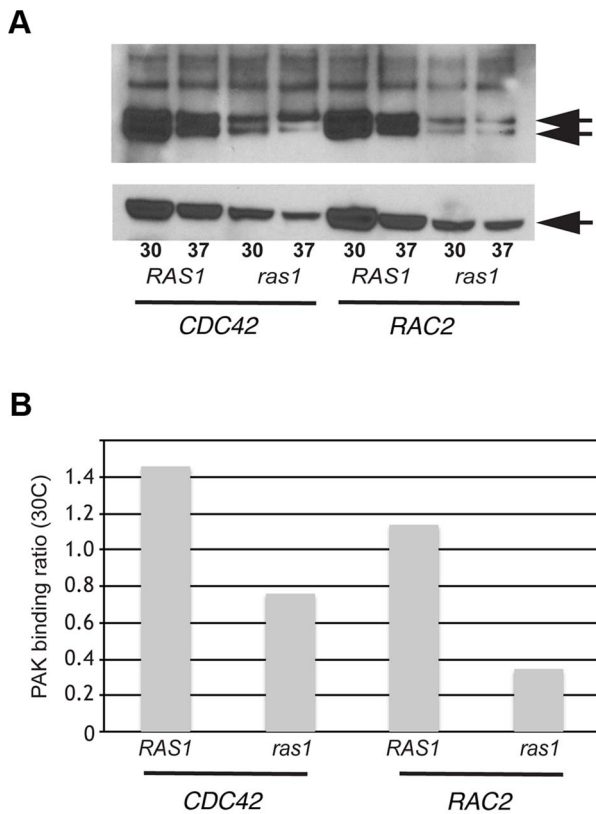 A
30 37 30 37 30 37 30 37
RAS1 ras1 RAS1 ras1
CDC42 RAC2
B
PAK binding ratio (30C)
1.4
1.2
1.0
0.8
0.6
0.4
0.2
0
RAS1 ras1 RAS1 ras1
CDC42 RAC2